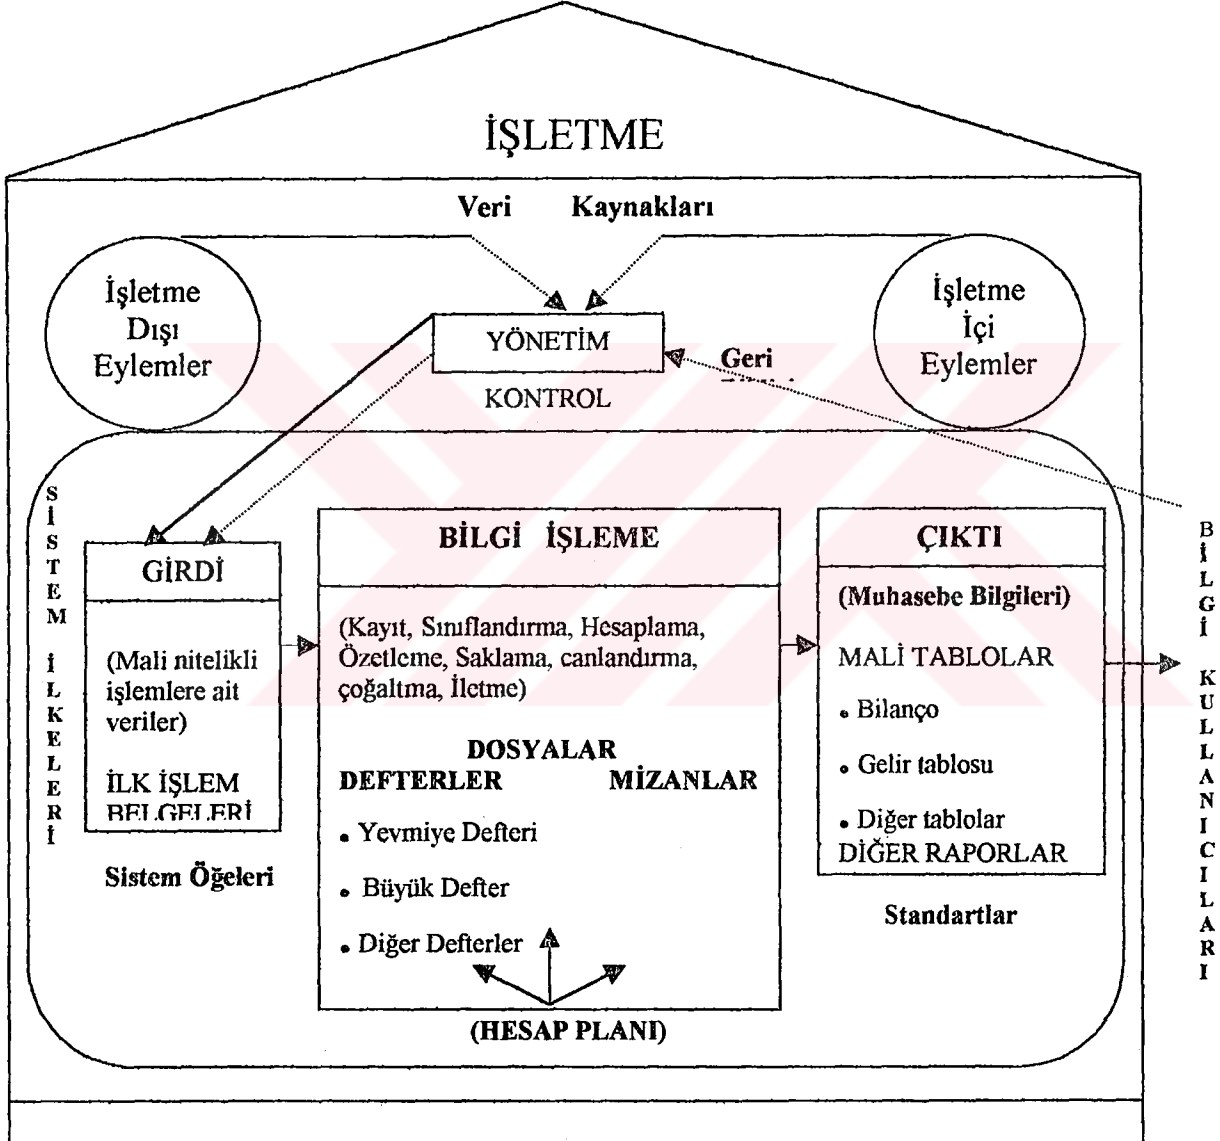 İŞLETME
Veri Kaynakları
İşletme
Dışı
Eylemler
İşletme
İçi
Eylemler
YÖNETİM
KONTROL
Geri
SİSTEM İLKELERİ
GİRDİ
(Mali nitelikli
işlemlere ait
veriler)
İLK İŞLEM
BELGELERİ
Sistem Öğeleri
BİLGİ İŞLEME
(Kayıt, Sınıflandırma, Hesaplama,
Özetleme, Saklama, canlandırma,
çoğaltma, İletme)
DOSYALAR
DEFTERLER MİZANLAR
• Yevmiye Defteri
• Büyük Defter
• Diğer Defterler
(HESAP PLANI)
ÇIKTI
(Muhasebe Bilgileri)
MALİ TABLOLAR
• Bilanço
• Gelir tablosu
• Diğer tablolar
DİĞER RAPORLAR
Standartlar
BİLGİ KULLANICILARI